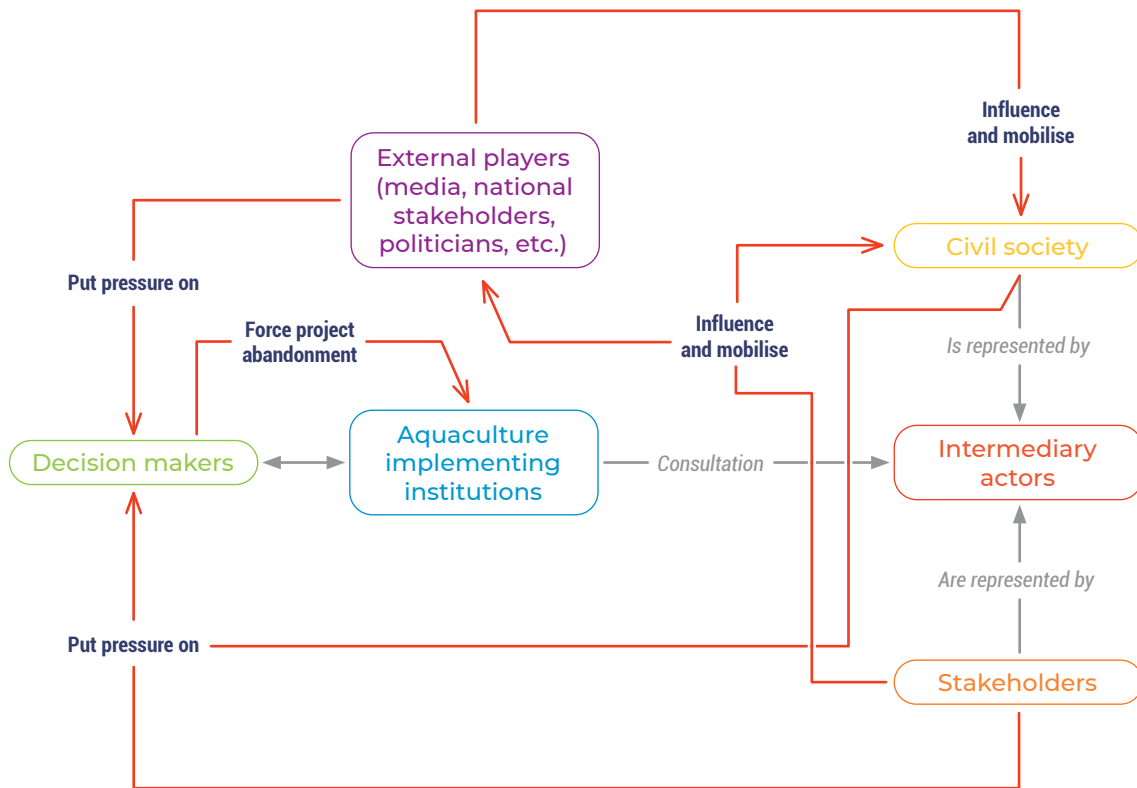 Influence
and mobilise
External players
(media, national
stakeholders,
politicians, etc.)
Civil society
Put pressure on
Force project
abandonment
Influence
and mobilise
Is represented by
Decision makers
Aquaculture
implementing
institutions
Consultation
Intermediary
actors
Are represented by
Put pressure on
Stakeholders